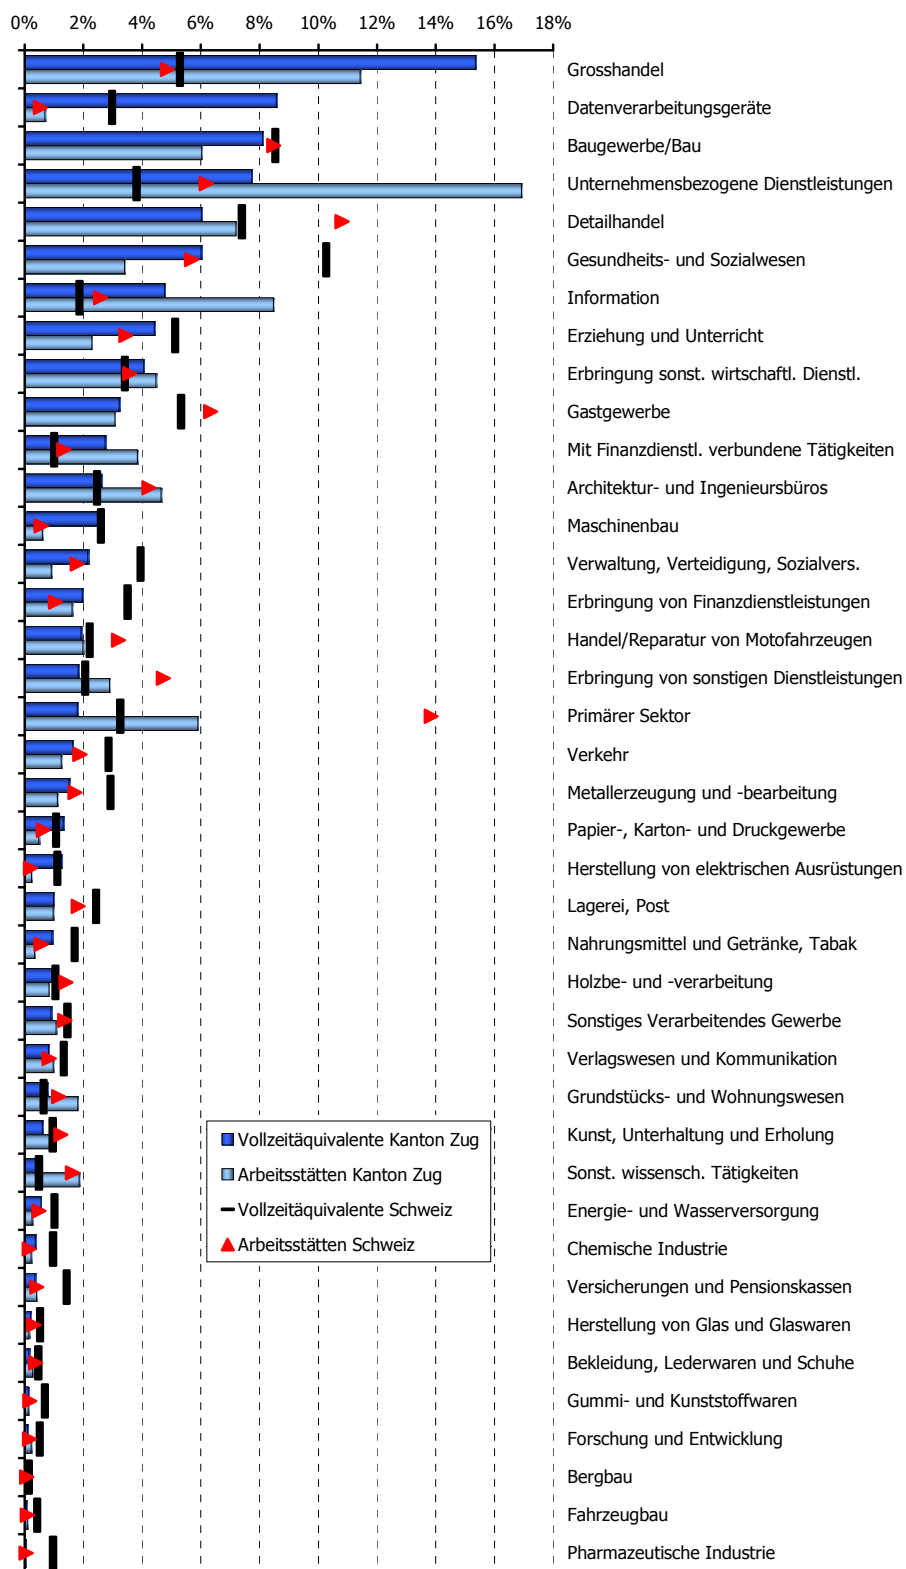 0% 2% 4% 6% 8% 10% 12% 14% 16% 18%
Grosshandel
Datenverarbeitungsgeräte
Baugewerbe/Bau
Unternehmensbezogene Dienstleistungen
Detailhandel
Gesundheits- und Sozialwesen
Information
Erziehung und Unterricht
Erbringung sonst. wirtschaftl. Dienstl.
Gastgewerbe
Mit Finanzdienstl. verbundene Tätigkeiten
Architektur- und Ingenieursbüros
Maschinenbau
Verwaltung, Verteidigung, Sozialvers.
Erbringung von Finanzdienstleistungen
Handel/Reparatur von Motofahrzeugen
Erbringung von sonstigen Dienstleistungen
Primärer Sektor
Verkehr
Metallerzeugung und -bearbeitung
Papier-, Karton- und Druckgewerbe
Herstellung von elektrischen Ausrüstungen
Lagerei, Post
Nahrungsmittel und Getränke, Tabak
Holzbe- und -verarbeitung
Sonstiges Verarbeitendes Gewerbe
Verlagswesen und Kommunikation
Grundstücks- und Wohnungswesen
Kunst, Unterhaltung und Erholung
Sonst. wissensch. Tätigkeiten
Energie- und Wasserversorgung
Chemische Industrie
Versicherungen und Pensionskassen
Herstellung von Glas und Glaswaren
Bekleidung, Lederwaren und Schuhe
Gummi- und Kunststoffwaren
Forschung und Entwicklung
Bergbau
Fahrzeugbau
Pharmazeutische Industrie
Vollzeitäquivalente Kanton Zug
Arbeitsstätten Kanton Zug
Vollzeitäquivalente Schweiz
Arbeitsstätten Schweiz